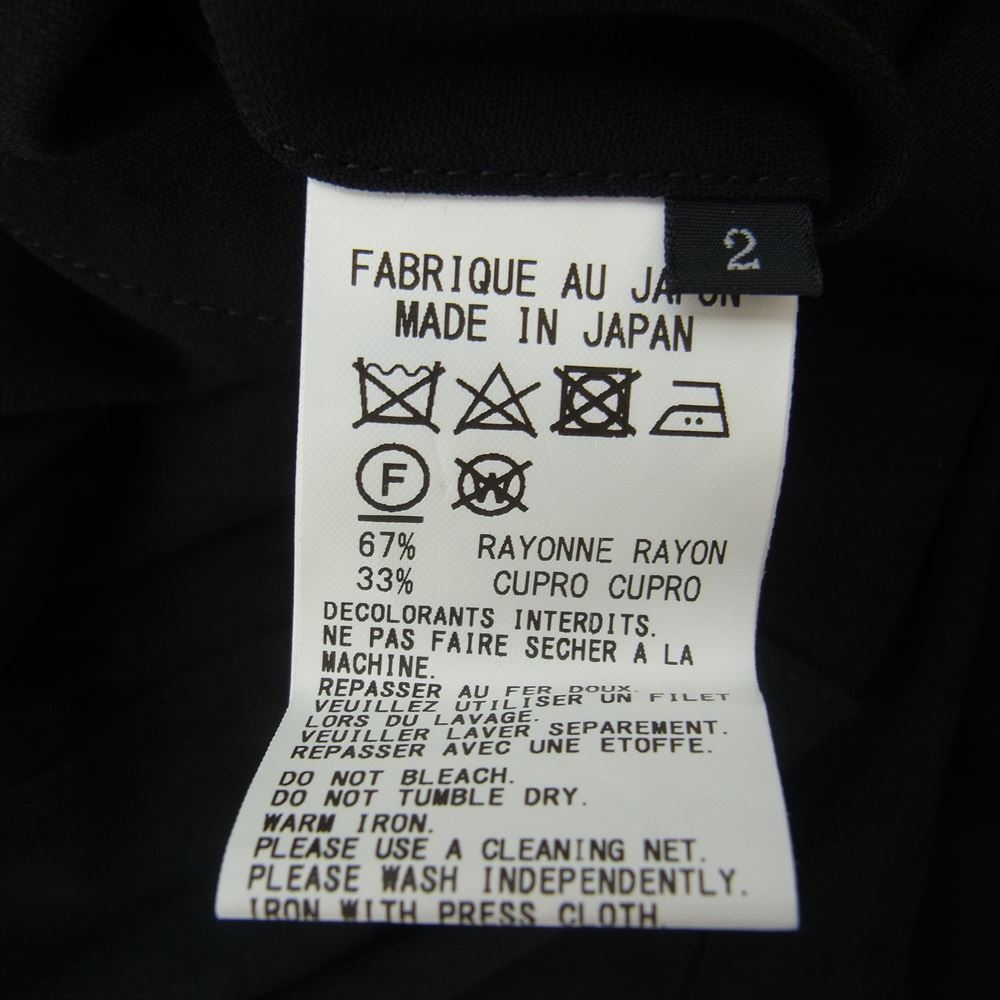 2
FABRIQUE AU JAPON
MADE IN JAPAN
F
W
67% RAYONNE RAYON
33% CUPRO CUPRO
DECOLORANTS INTERDITS.
NE PAS FAIRE SECHER A LA
MACHINE.
REPASSER AU FER DOUX.
VEUILLEZ UTILISER UN FILET
LORS DU LAVAGE.
VEUILLER LAVER SEPAREMENT.
REPASSER AVEC UNE ETOFFE.
DO NOT BLEACH.
DO NOT TUMBLE DRY.
WARM IRON.
PLEASE USE A CLEANING NET.
PLEASE WASH INDEPENDENTLY.
IRON WITH PRESS CLOTH.